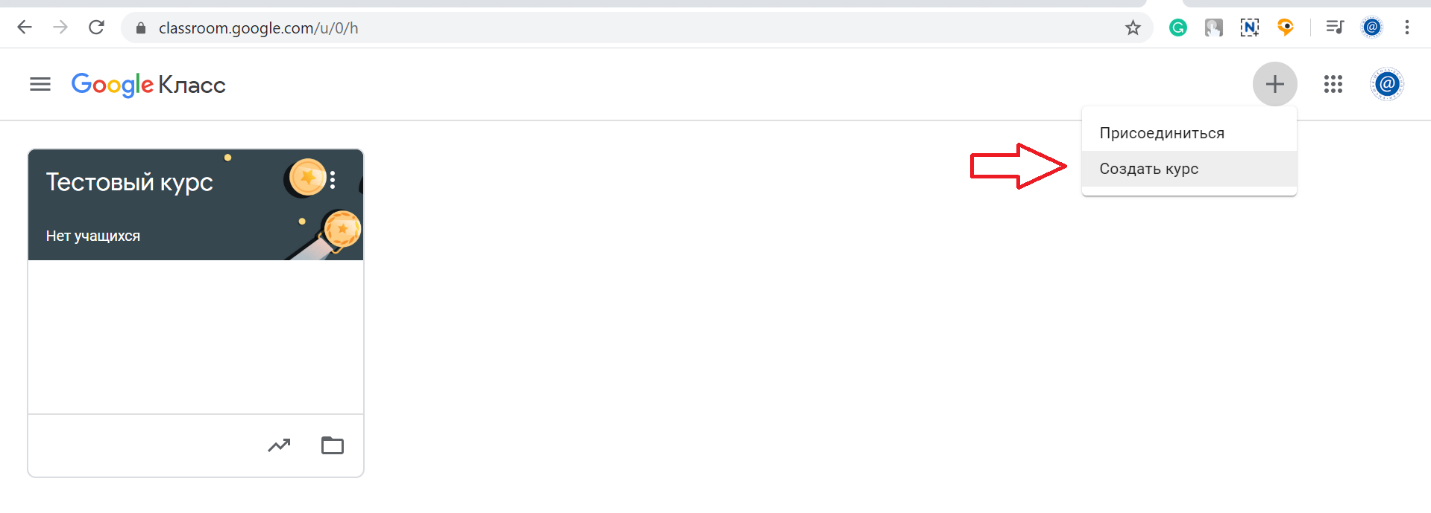 classroom.google.com/u/0/h
Google Класс
Присоединиться
Создать курс
Тестовый курс
Нет учащихся